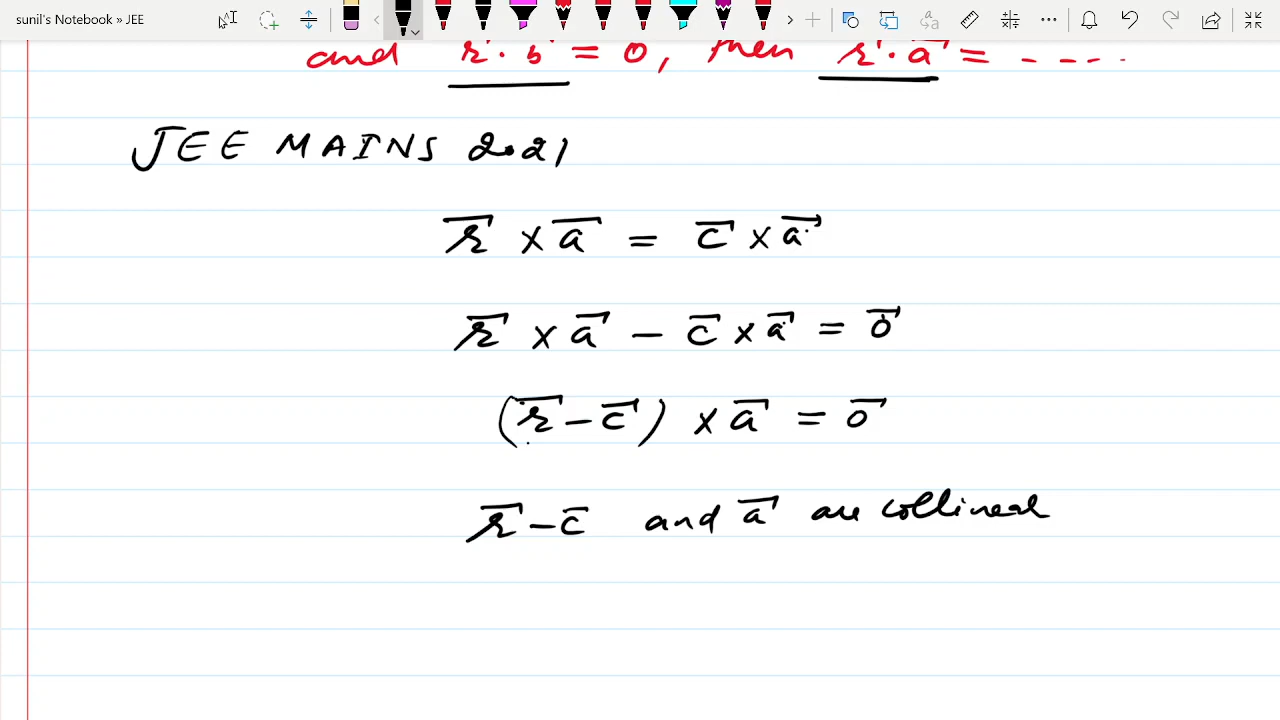 sunil's Notebook » JEE
and r⃗ · b⃗ = 0, then r⃗ · a⃗ = - - - - .
JEE MAINS 2021
r⃗ × a⃗ = c⃗ × a⃗
r⃗ × a⃗ - c⃗ × a⃗ = 0⃗
(r⃗ - c⃗) × a⃗ = 0⃗
r⃗ - c⃗ and a⃗ are collinear